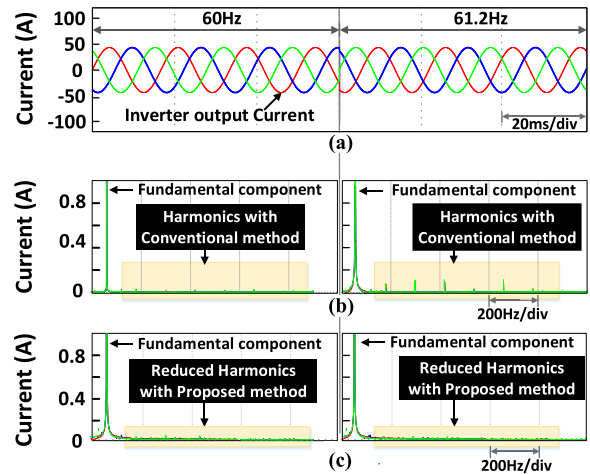 60Hz
61.2Hz
Current (A)
100
50
0
-50
-100
Inverter output Current
20ms/div
(a)
Current (A)
0.8
0.4
0
Fundamental component
Harmonics with
Conventional method
Fundamental component
Harmonics with
Conventional method
200Hz/div
(b)
Current (A)
0.8
0.4
0
Fundamental component
Reduced Harmonics
with Proposed method
Fundamental component
Reduced Harmonics
with Proposed method
200Hz/div
(c)